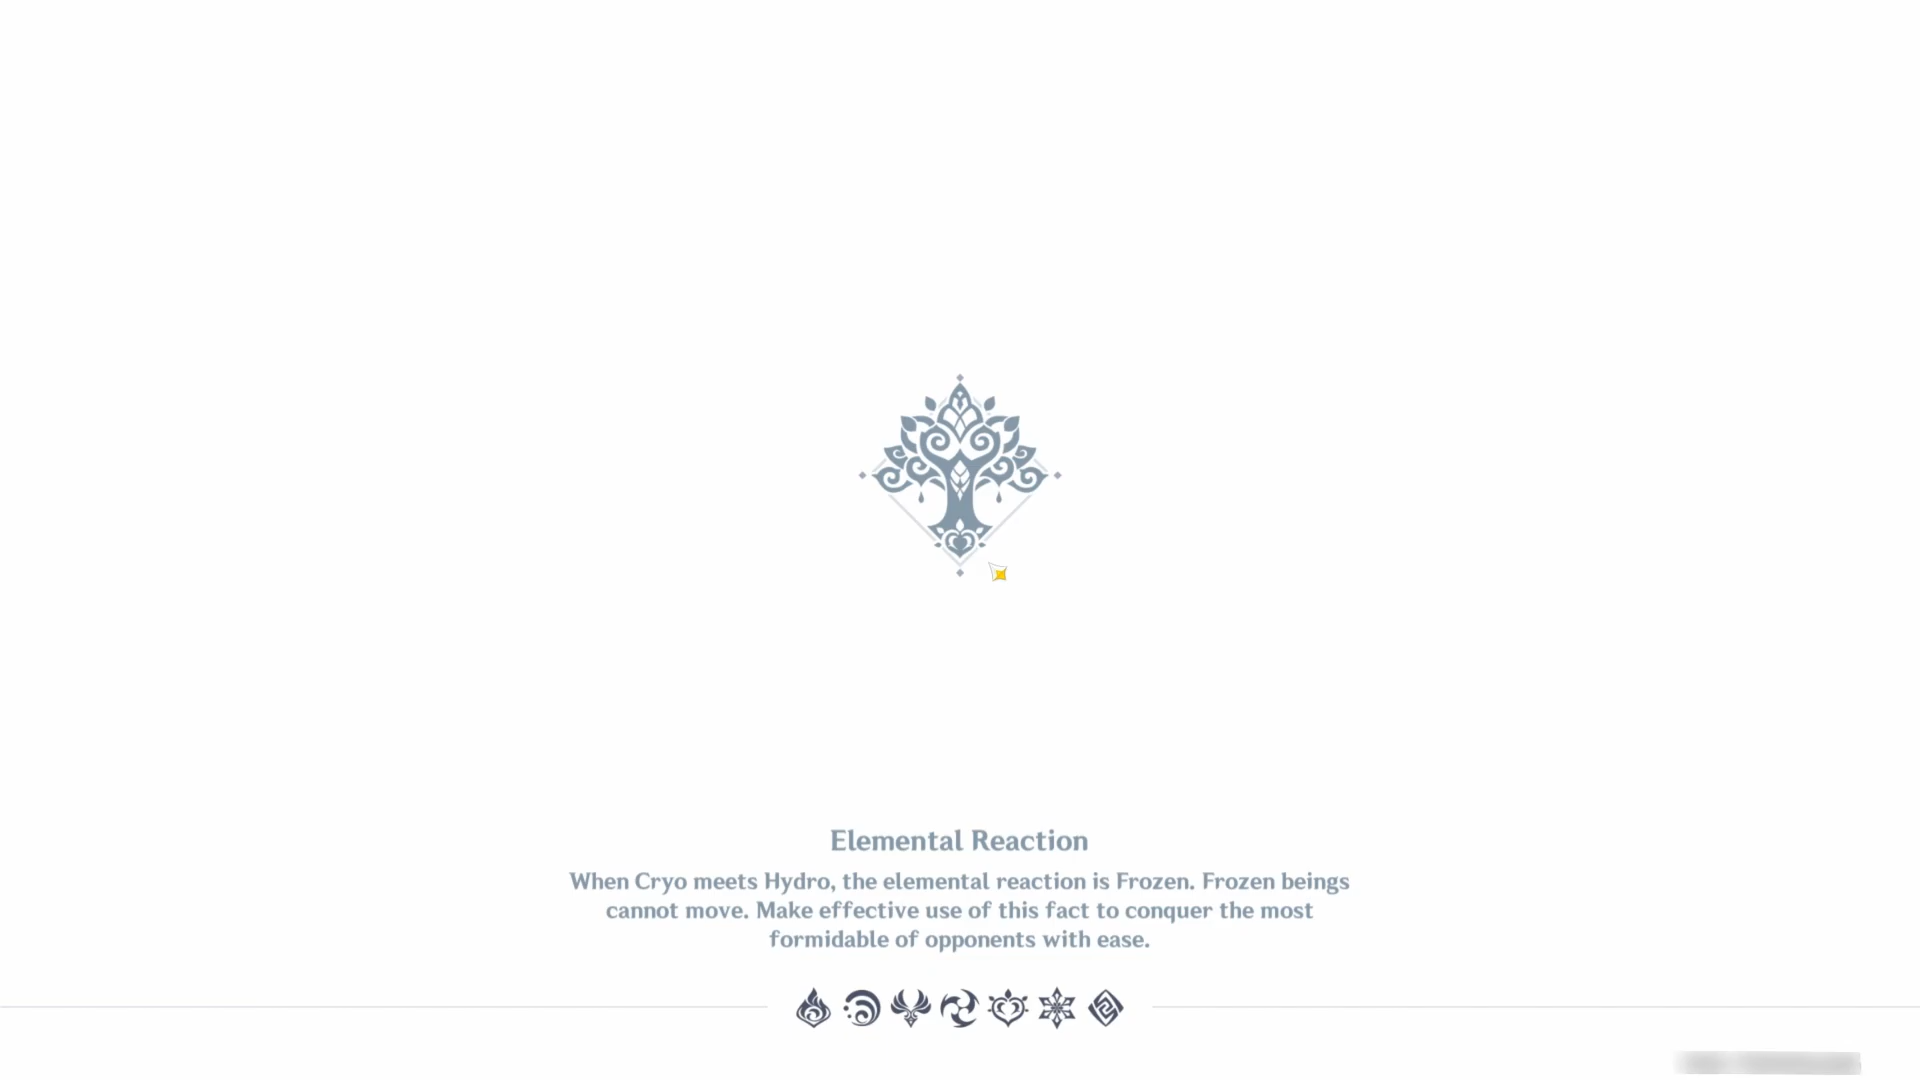 Elemental Reaction
When Cryo meets Hydro, the elemental reaction is Frozen. Frozen beings
cannot move. Make effective use of this fact to conquer the most
formidable of opponents with ease.